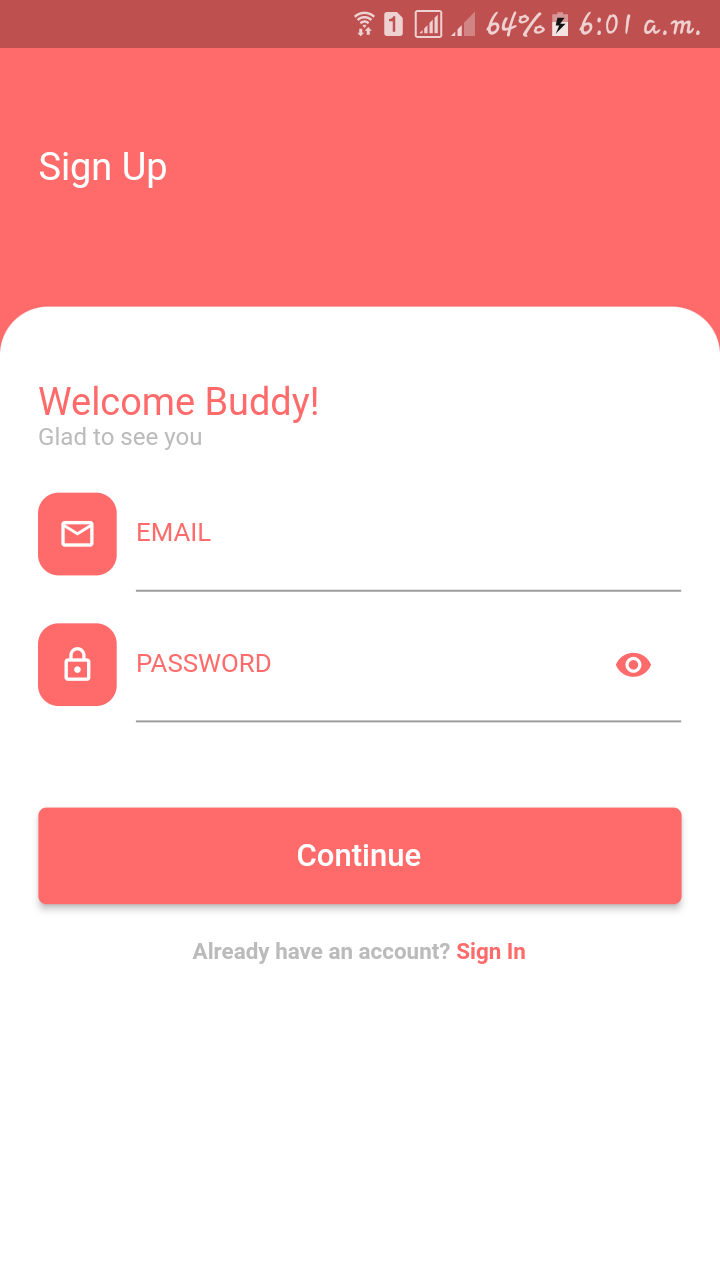 1 64% 6:01 a.m.
Sign Up
Welcome Buddy!
Glad to see you
EMAIL
PASSWORD
Continue
Already have an account? Sign In